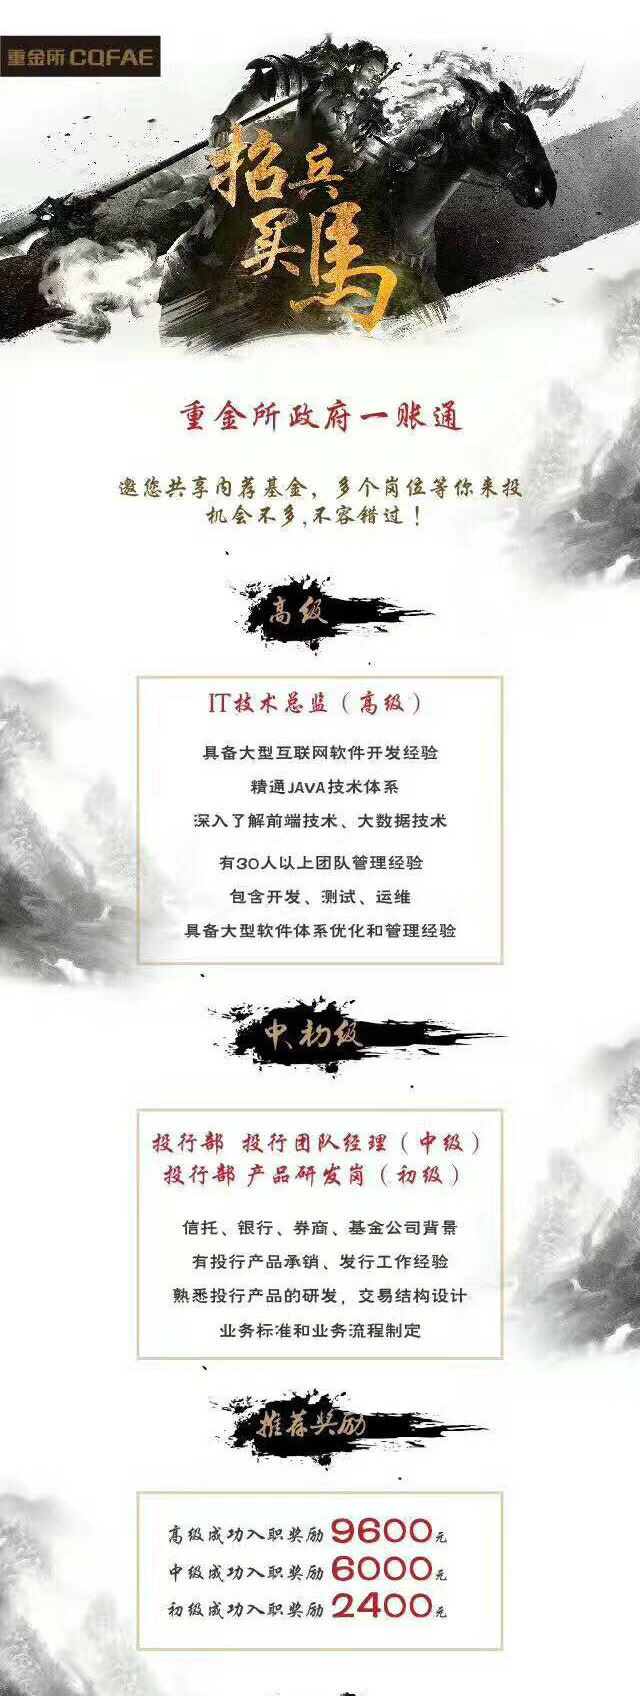 重金所 CQFAE
招兵
买馬
重金所政府一账通
邀您共享内荐基金，多个岗位等你来投
机会不多,不容错过！
高级
IT技术总监（高级）
具备大型互联网软件开发经验
精通JAVA技术体系
深入了解前端技术、大数据技术
有30人以上团队管理经验
包含开发、测试、运维
具备大型软件体系优化和管理经验
中、初级
投行部 投行团队经理（中级）
投行部 产品研发岗（初级）
信托、银行、券商、基金公司背景
有投行产品承销、发行工作经验
熟悉投行产品的研发，交易结构设计
业务标准和业务流程制定
推荐奖励
高级成功入职奖励 9600元
中级成功入职奖励 6000元
初级成功入职奖励 2400元